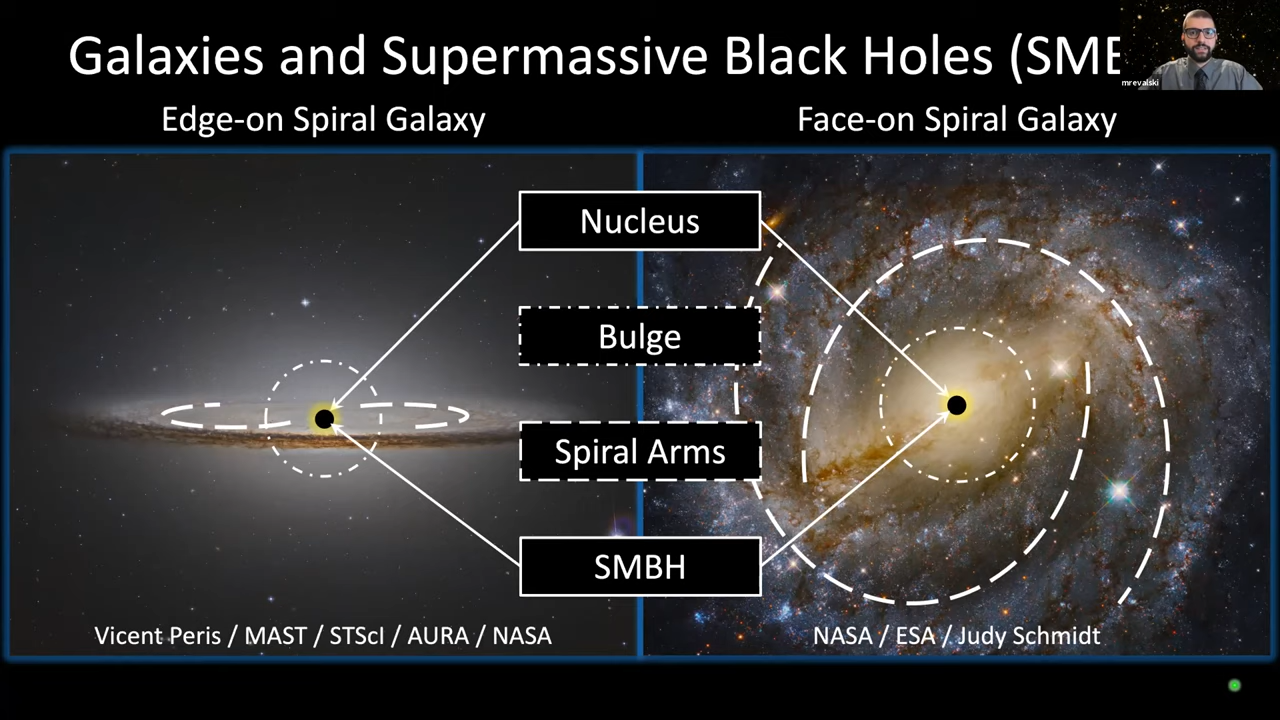 Galaxies and Supermassive Black Holes (SMB
mrevalski
Edge-on Spiral Galaxy
Face-on Spiral Galaxy
Nucleus
Bulge
Spiral Arms
SMBH
Vicent Peris / MAST / STScI / AURA / NASA
NASA / ESA / Judy Schmidt